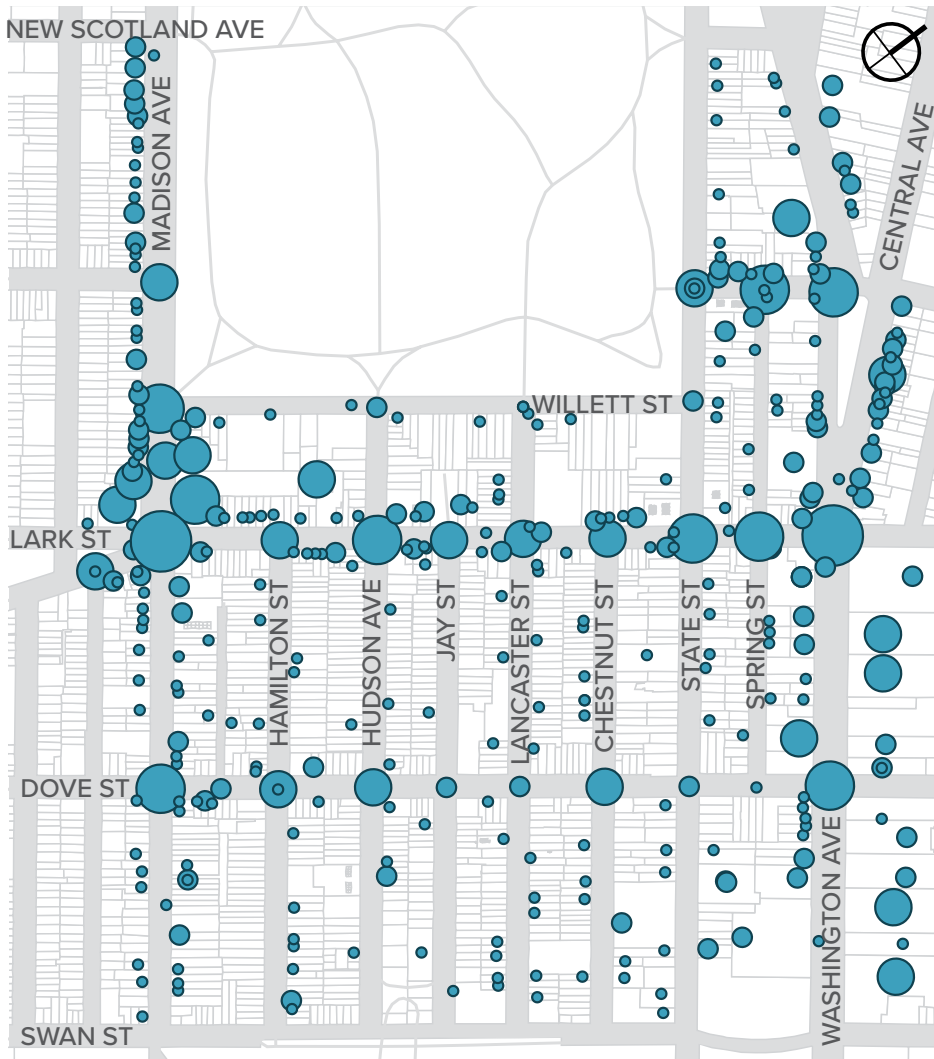 NEW SCOTLAND AVE
MADISON AVE
CENTRAL AVE
WILLETT ST
LARK ST
HAMILTON ST
HUDSON AVE
JAY ST
LANCASTER ST
CHESTNUT ST
STATE ST
SPRING ST
DOVE ST
WASHINGTON AVE
SWAN ST